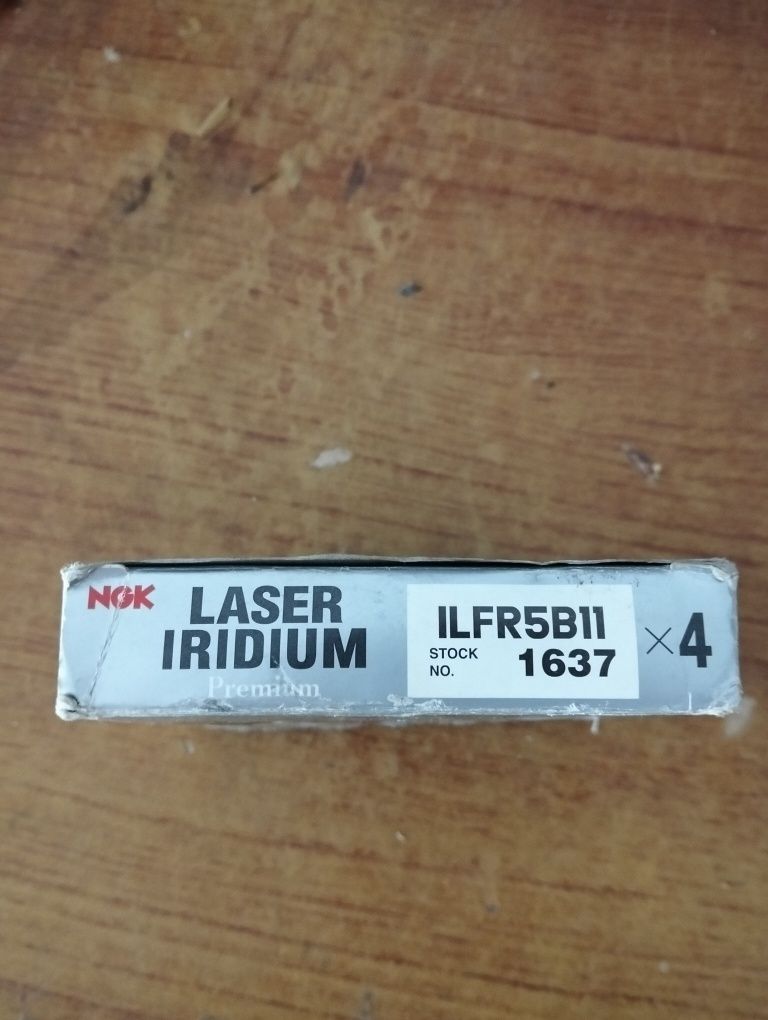 NGK
LASER
IRIDIUM
Premium
ILFR5B11
STOCK
NO.
1637
×4